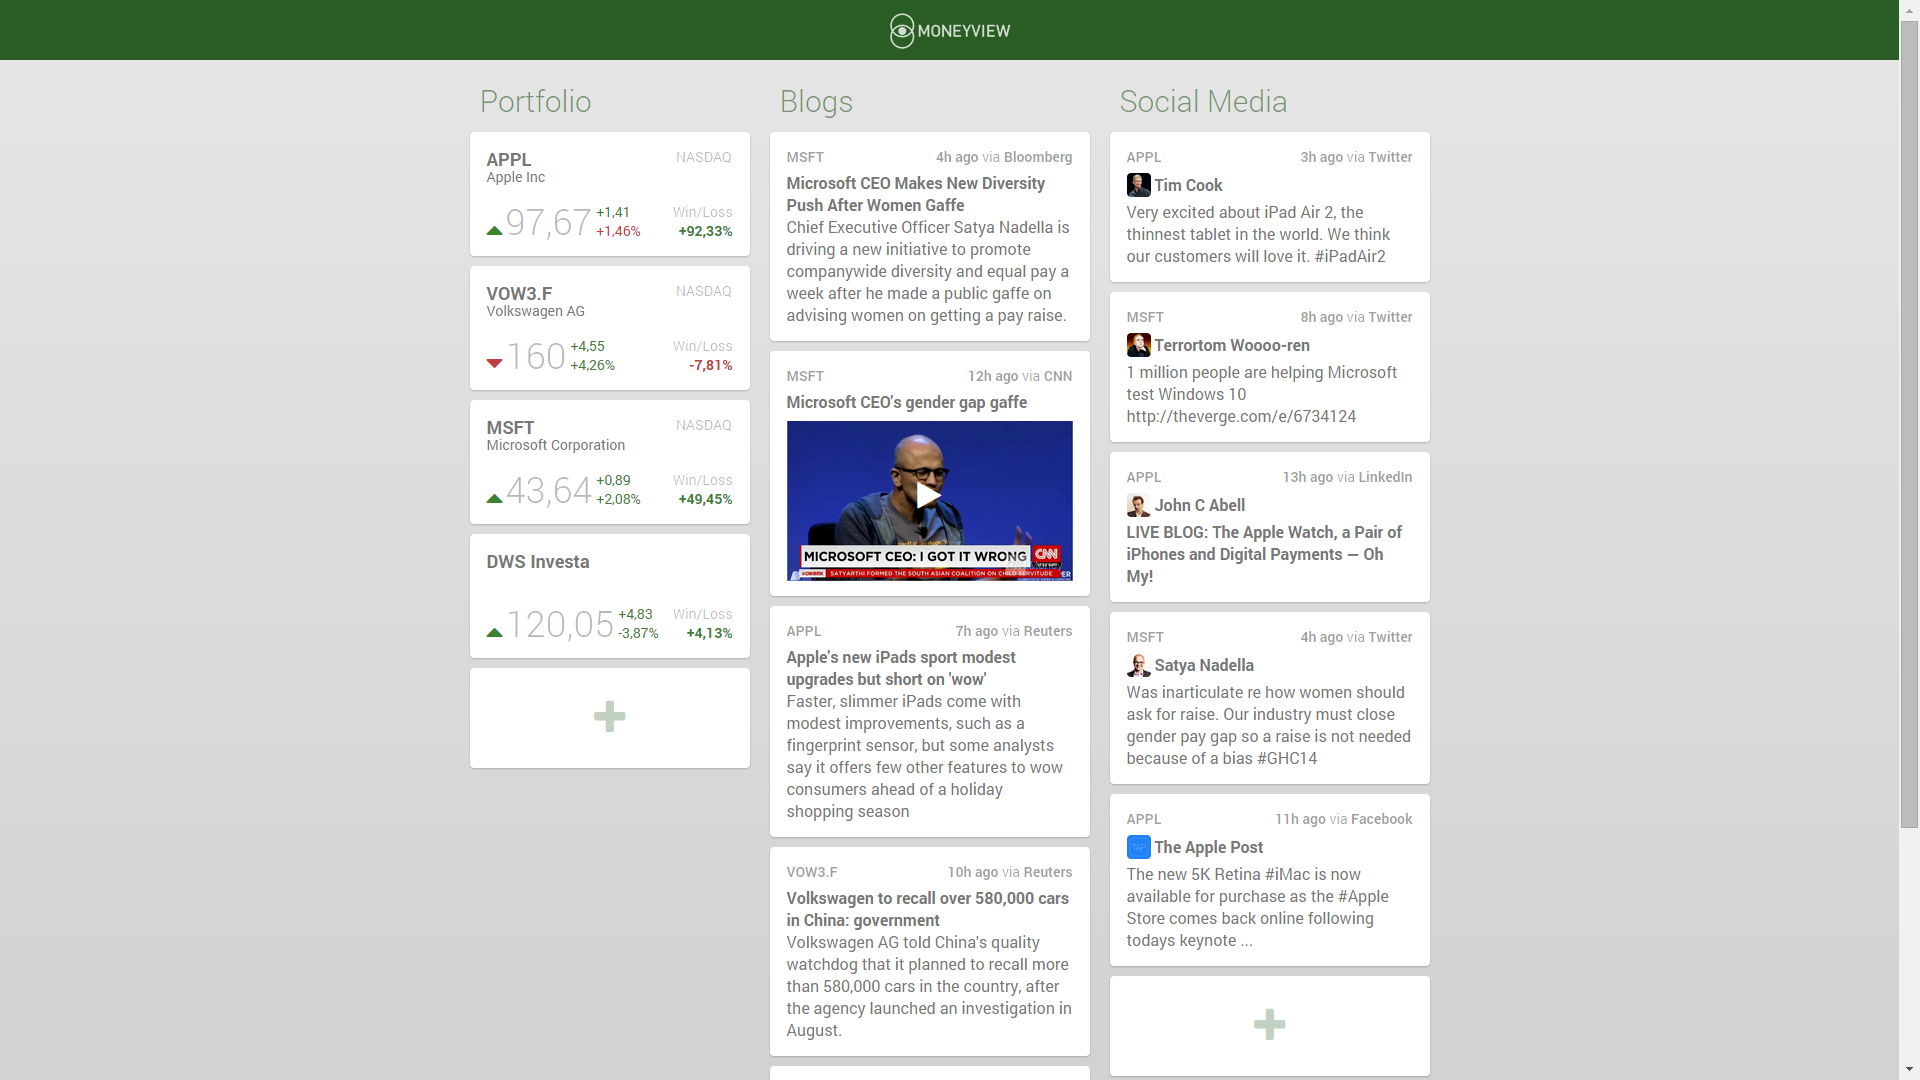 MONEYVIEW
Portfolio
APPL
NASDAQ
Apple Inc
97,67
+1,41
+1,46%
Win/Loss
+92,33%
VOW3.F
NASDAQ
Volkswagen AG
160
+4,55
+4,26%
Win/Loss
-7,81%
MSFT
NASDAQ
Microsoft Corporation
43,64
+0,89
+2,08%
Win/Loss
+49,45%
DWS Investa
120,05
+4,83
-3,87%
Win/Loss
+4,13%
Blogs
MSFT
4h ago via Bloomberg
Microsoft CEO Makes New Diversity
Push After Women Gaffe
Chief Executive Officer Satya Nadella is
driving a new initiative to promote
companywide diversity and equal pay a
week after he made a public gaffe on
advising women on getting a pay raise.
MSFT
12h ago via CNN
Microsoft CEO's gender gap gaffe
MICROSOFT CEO: I GOT IT WRONG
CNN
SATYARTHI FORMED THE SOUTH ASIAN COALITION ON CHILD SERVITUDE
APPL
7h ago via Reuters
Apple's new iPads sport modest
upgrades but short on 'wow'
Faster, slimmer iPads come with
modest improvements, such as a
fingerprint sensor, but some analysts
say it offers few other features to wow
consumers ahead of a holiday
shopping season
VOW3.F
10h ago via Reuters
Volkswagen to recall over 580,000 cars
in China: government
Volkswagen AG told China's quality
watchdog that it planned to recall more
than 580,000 cars in the country, after
the agency launched an investigation in
August.
Social Media
APPL
3h ago via Twitter
Tim Cook
Very excited about iPad Air 2, the
thinnest tablet in the world. We think
our customers will love it. #iPadAir2
MSFT
8h ago via Twitter
Terrortom Woooo-ren
1 million people are helping Microsoft
test Windows 10
http://theverge.com/e/6734124
APPL
13h ago via LinkedIn
John C Abell
LIVE BLOG: The Apple Watch, a Pair of
iPhones and Digital Payments — Oh
My!
MSFT
4h ago via Twitter
Satya Nadella
Was inarticulate re how women should
ask for raise. Our industry must close
gender pay gap so a raise is not needed
because of a bias #GHC14
APPL
11h ago via Facebook
TAP
The Apple Post
The new 5K Retina #iMac is now
available for purchase as the #Apple
Store comes back online following
todays keynote ...